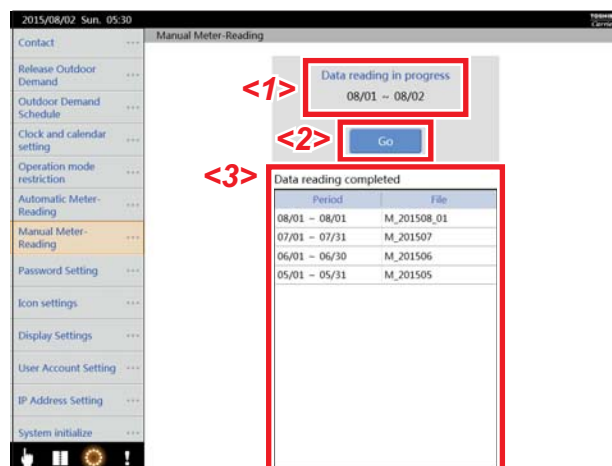 2015/08/02 Sun. 05:30
TOSHIBA
Carrier
Manual Meter-Reading
Contact ...
Release Outdoor
Demand ...
Outdoor Demand
Schedule ...
Clock and calendar
setting ...
Operation mode
restriction ...
Automatic Meter-
Reading ...
Manual Meter-
Reading ...
Password Setting ...
Icon settings ...
Display Settings ...
User Account Setting ...
IP Address Setting ...
System initialize ...
<1>
Data reading in progress
08/01 ~ 08/02
<2>
Go
<3>
Data reading completed
Period File
08/01 ~ 08/01 M_201508_01
07/01 ~ 07/31 M_201507
06/01 ~ 06/30 M_201506
05/01 ~ 05/31 M_201505